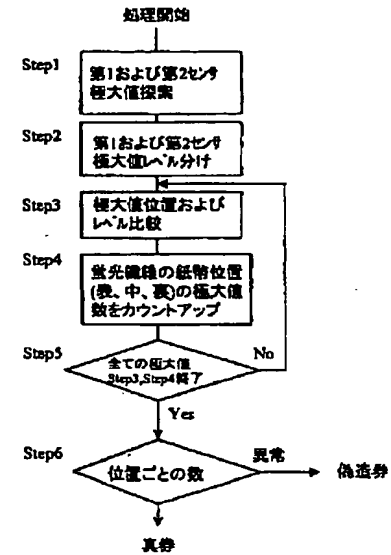 処理開始
Step1
第1および第2センサ
極大値探索
Step2
第1および第2センサ
極大値レベル分け
Step3
極大値位置および
レベル比較
Step4
蛍光繊維の紙幣位置
(表、中、裏)の極大値
数をカウントアップ
Step5
全ての極大値
Step3,Step4終了
No
Yes
Step6
位置ごとの数
異常
偽造券
真券